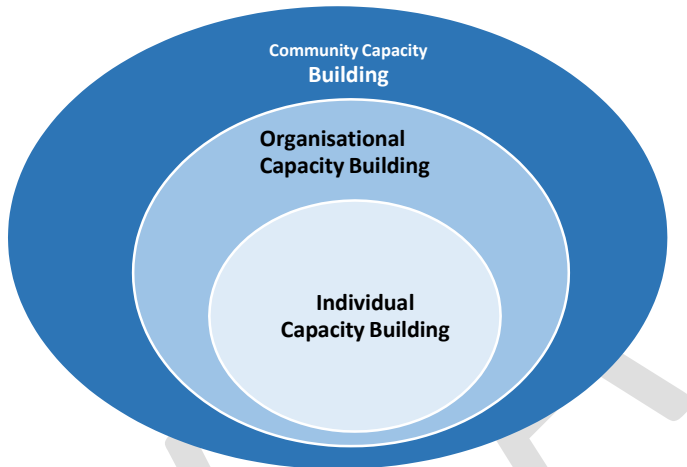 Community Capacity
Building
Organisational
Capacity Building
Individual
Capacity Building